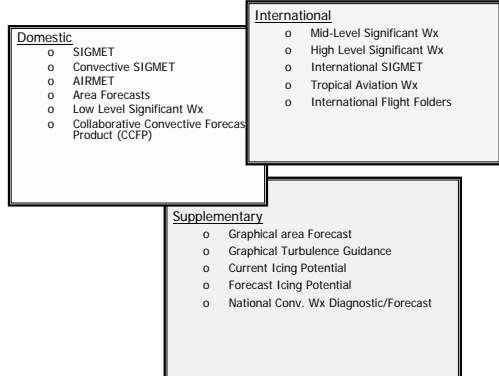 Domestic
o SIGMET
o Convective SIGMET
o AIRMET
o Area Forecasts
o Low Level Significant Wx
o Collaborative Convective Forecas
Product (CCFP)
International
o Mid-Level Significant Wx
o High Level Significant Wx
o International SIGMET
o Tropical Aviation Wx
o International Flight Folders
Supplementary
o Graphical area Forecast
o Graphical Turbulence Guidance
o Current Icing Potential
o Forecast Icing Potential
o National Conv. Wx Diagnostic/Forecast